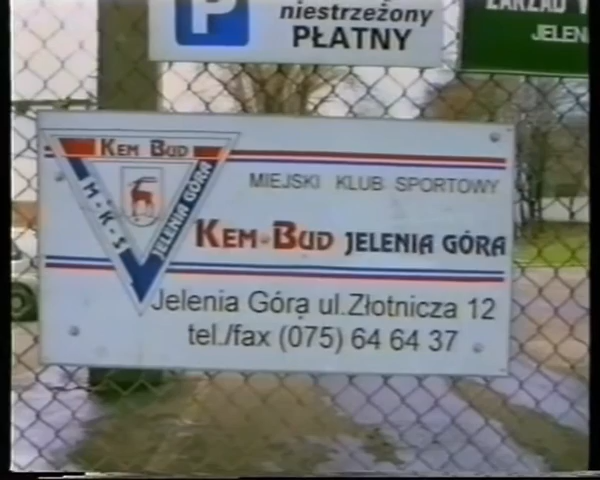 P
niestrzeżony
PŁATNY
ZARZAD
JELEN
KEM BUD
M·K·S
JELENIA GÓRA
MIEJSKI KLUB SPORTOWY
KEM-BUD JELENIA GÓRA
Jelenia Góra ul.Złotnicza 12
tel./fax (075) 64 64 37